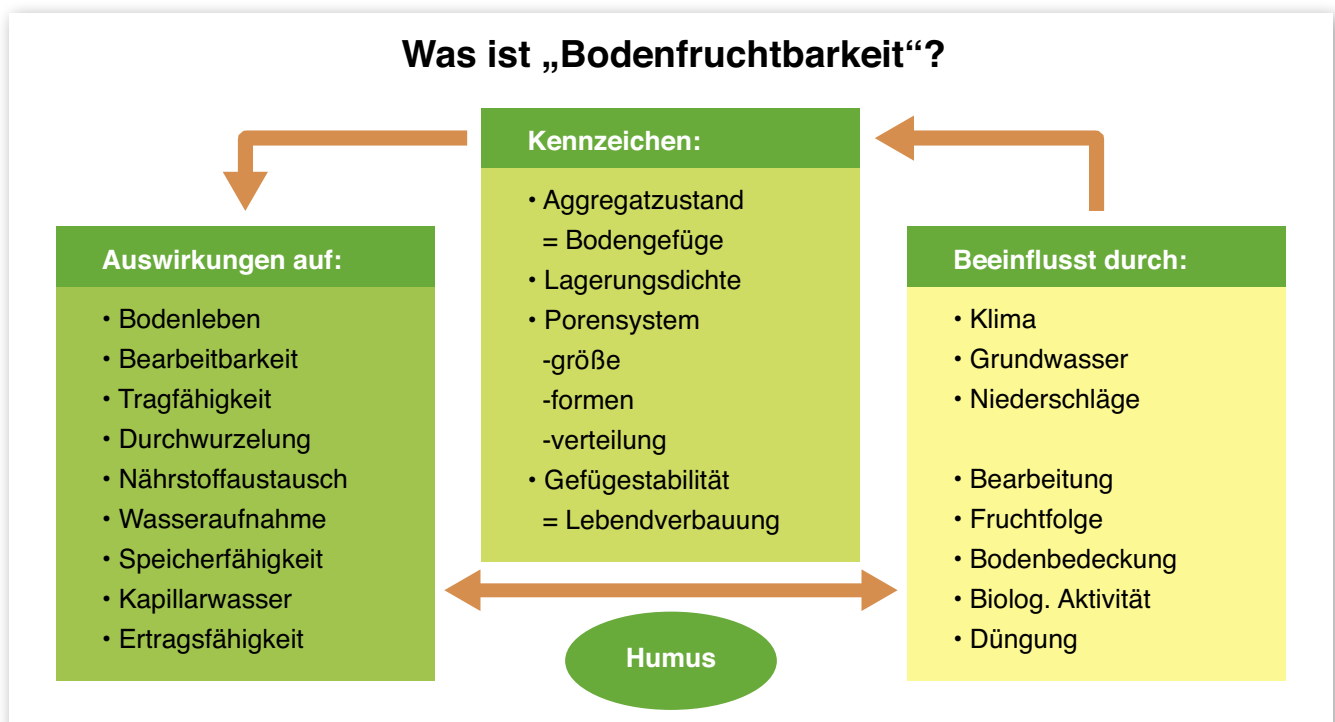 Was ist „Bodenfruchtbarkeit“?
Auswirkungen auf:
• Bodenleben
• Bearbeitbarkeit
• Tragfähigkeit
• Durchwurzelung
• Nährstoffaustausch
• Wasseraufnahme
• Speicherfähigkeit
• Kapillarwasser
• Ertragsfähigkeit
Kennzeichen:
• Aggregatzustand
= Bodengefüge
• Lagerungsdichte
• Porensystem
-größe
-formen
-verteilung
• Gefügestabilität
= Lebendverbauung
Beeinflusst durch:
• Klima
• Grundwasser
• Niederschläge
• Bearbeitung
• Fruchtfolge
• Bodenbedeckung
• Biolog. Aktivität
• Düngung
Humus